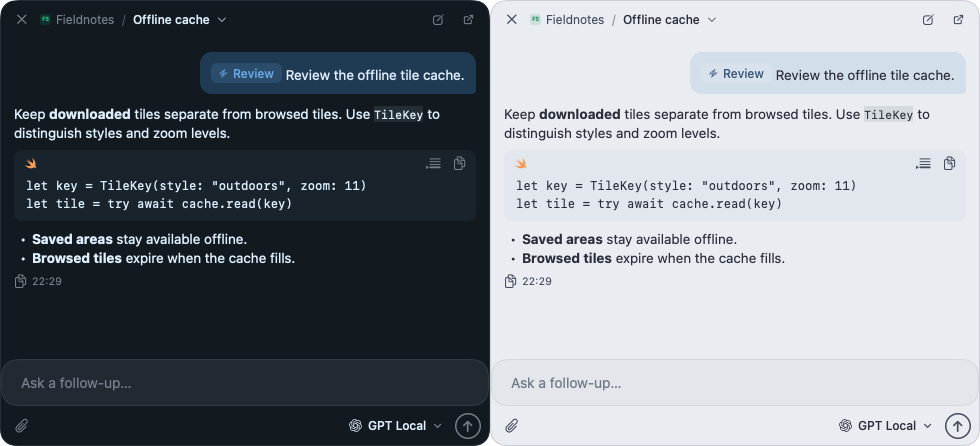 FS Fieldnotes / Offline cache
Review Review the offline tile cache.
Keep downloaded tiles separate from browsed tiles. Use TileKey to
distinguish styles and zoom levels.
let key = TileKey(style: "outdoors", zoom: 11)
let tile = try await cache.read(key)
• Saved areas stay available offline.
• Browsed tiles expire when the cache fills.
22:29
Ask a follow-up...
GPT Local
FS Fieldnotes / Offline cache
Review Review the offline tile cache.
Keep downloaded tiles separate from browsed tiles. Use TileKey to
distinguish styles and zoom levels.
let key = TileKey(style: "outdoors", zoom: 11)
let tile = try await cache.read(key)
• Saved areas stay available offline.
• Browsed tiles expire when the cache fills.
22:29
Ask a follow-up...
GPT Local